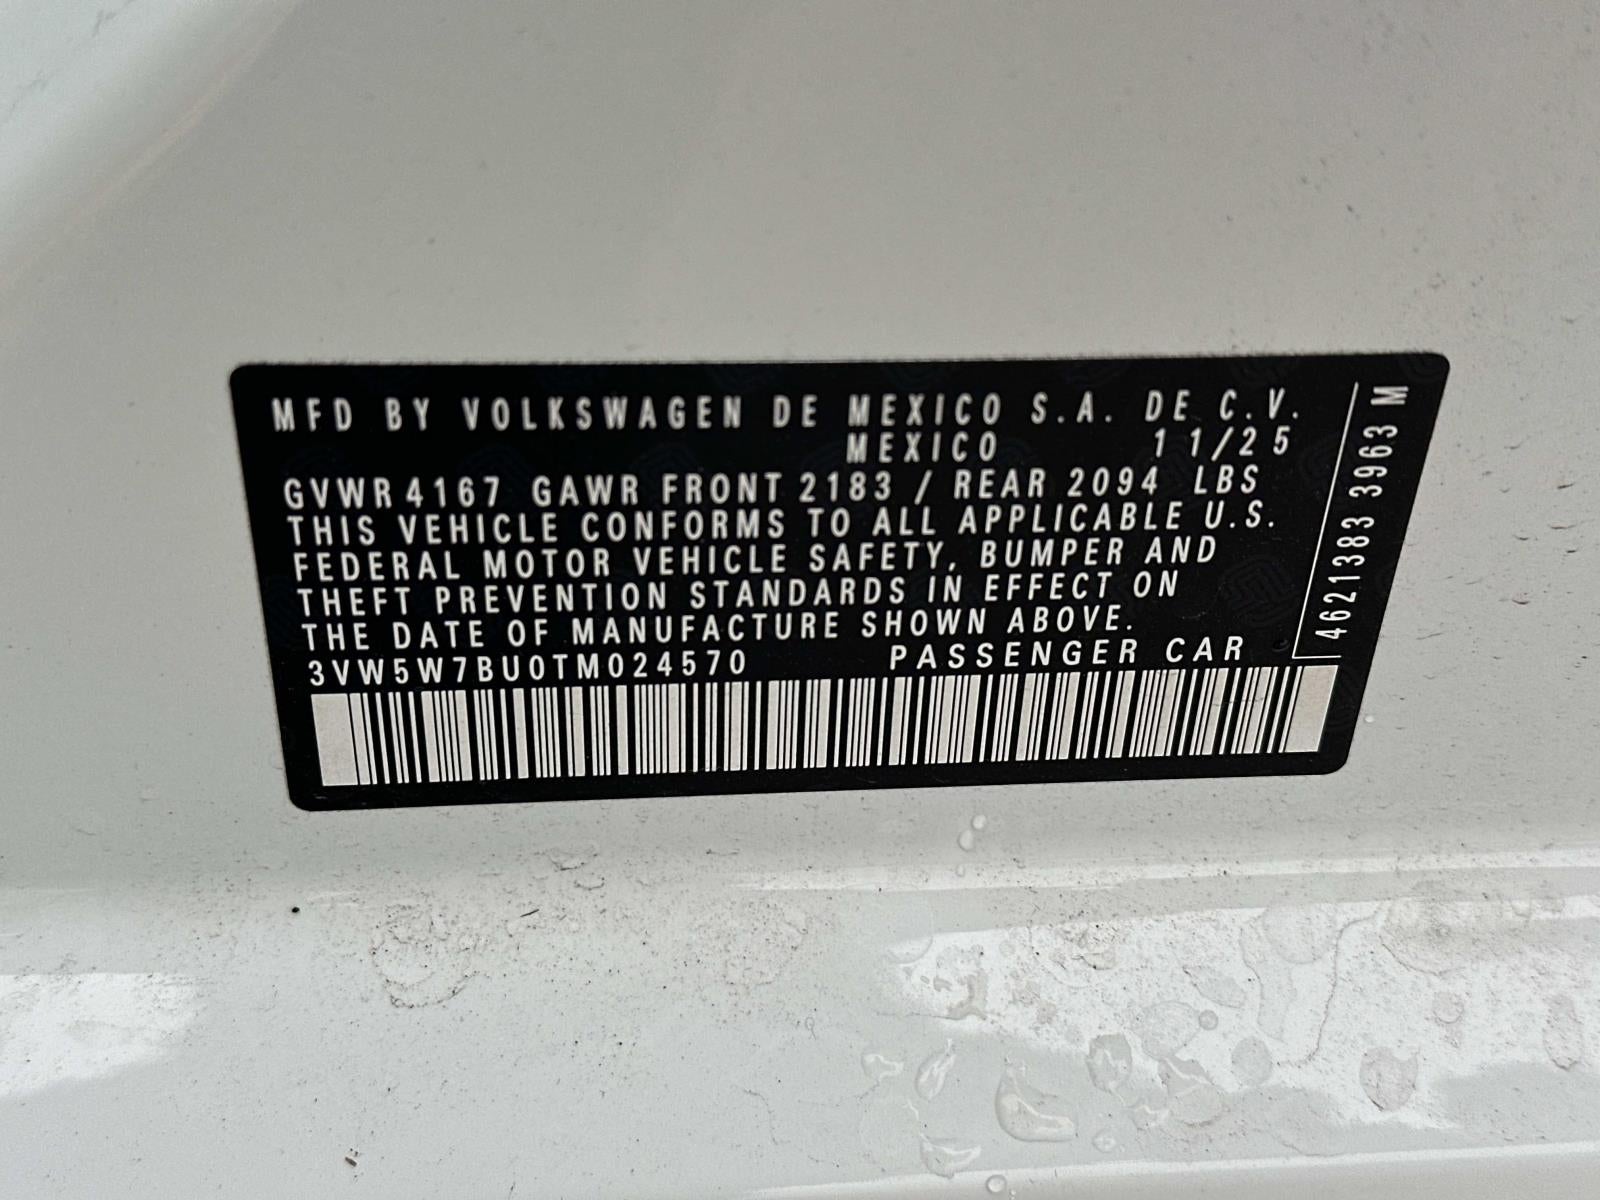 MFD BY VOLKSWAGEN DE MEXICO S.A. DE C.V.
MEXICO 11/25
GVWR 4167 GAWR FRONT 2183 / REAR 2094 LBS
THIS VEHICLE CONFORMS TO ALL APPLICABLE U.S.
FEDERAL MOTOR VEHICLE SAFETY, BUMPER AND
THEFT PREVENTION STANDARDS IN EFFECT ON
THE DATE OF MANUFACTURE SHOWN ABOVE.
3VW5W7BU0TM024570 PASSENGER CAR
4621383 3963 M